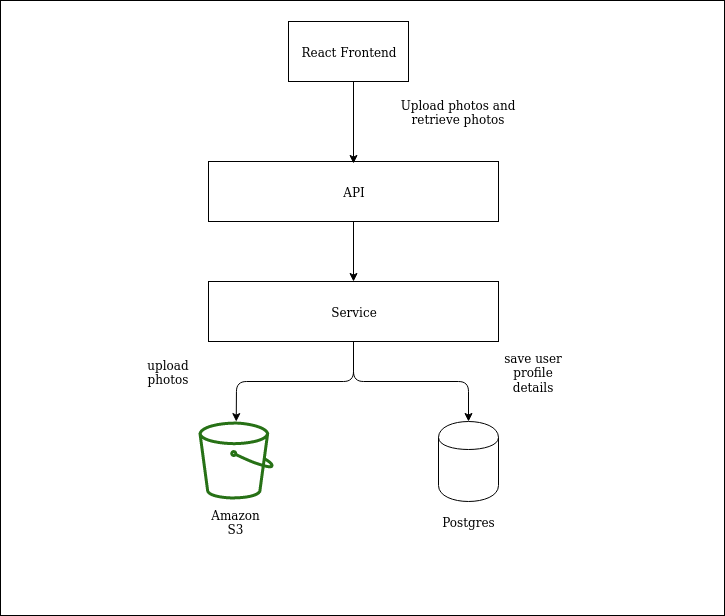 React Frontend
Upload photos and
retrieve photos
API
Service
upload
photos
save user
profile
details
Amazon
S3
Postgres